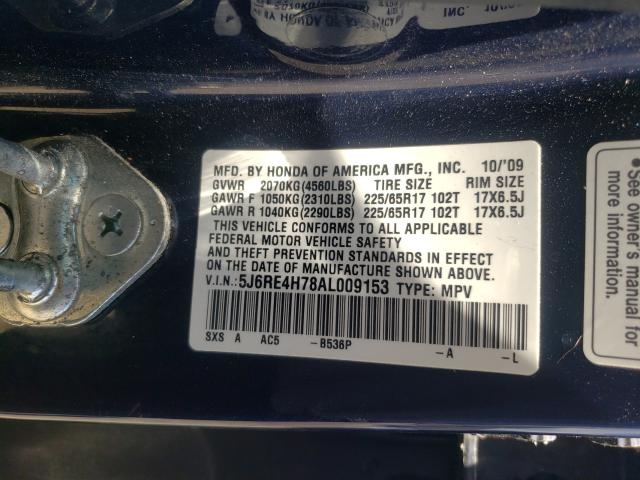 INC.
MFD. BY HONDA OF AMERICA MFG., INC. 10/'09
GVWR 2070KG(4560LBS) TIRE SIZE RIM SIZE
GAWR F 1050KG(2310LBS) 225/65R17 102T 17X6.5J
GAWR R 1040KG(2290LBS) 225/65R17 102T 17X6.5J
THIS VEHICLE CONFORMS TO ALL APPLICABLE
FEDERAL MOTOR VEHICLE SAFETY
AND THEFT PREVENTION STANDARDS IN EFFECT
ON THE DATE OF MANUFACTURE SHOWN ABOVE.
V.I.N.:5J6RE4H78AL009153 TYPE: MPV
SXS A AC5 -B536P -A -L
• See
manual for
more info